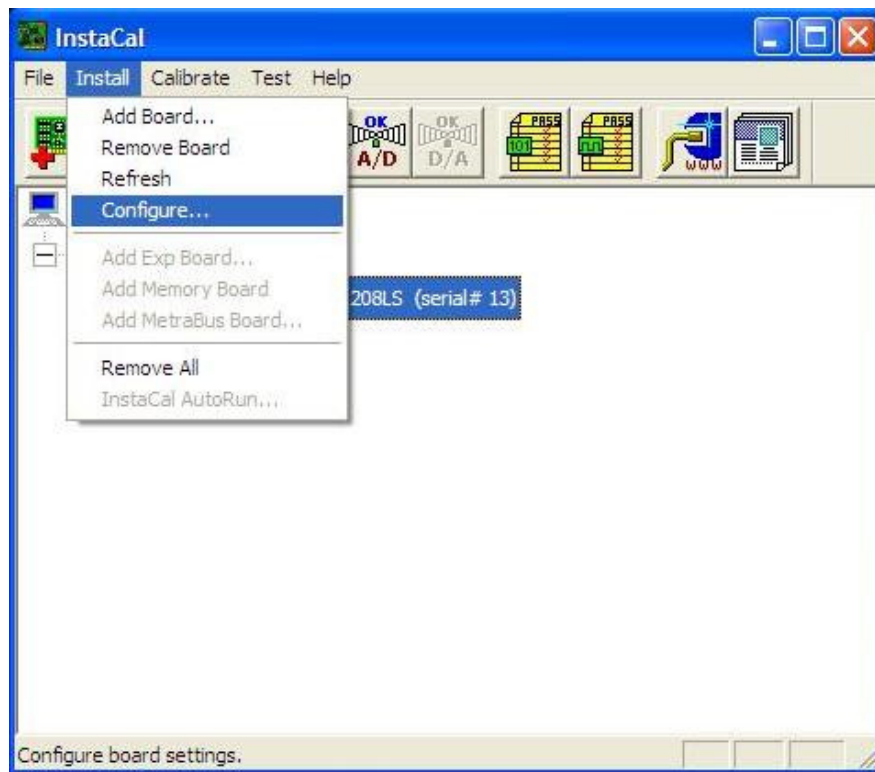 InstaCal
File Install Calibrate Test Help
Add Board...
Remove Board
Refresh
Configure...
Add Exp Board...
Add Memory Board
Add MetraBus Board...
Remove All
InstaCal AutoRun...
OK
A/D
OK
D/A
PASS
101
PASS
www
208LS (serial# 13)
Configure board settings.